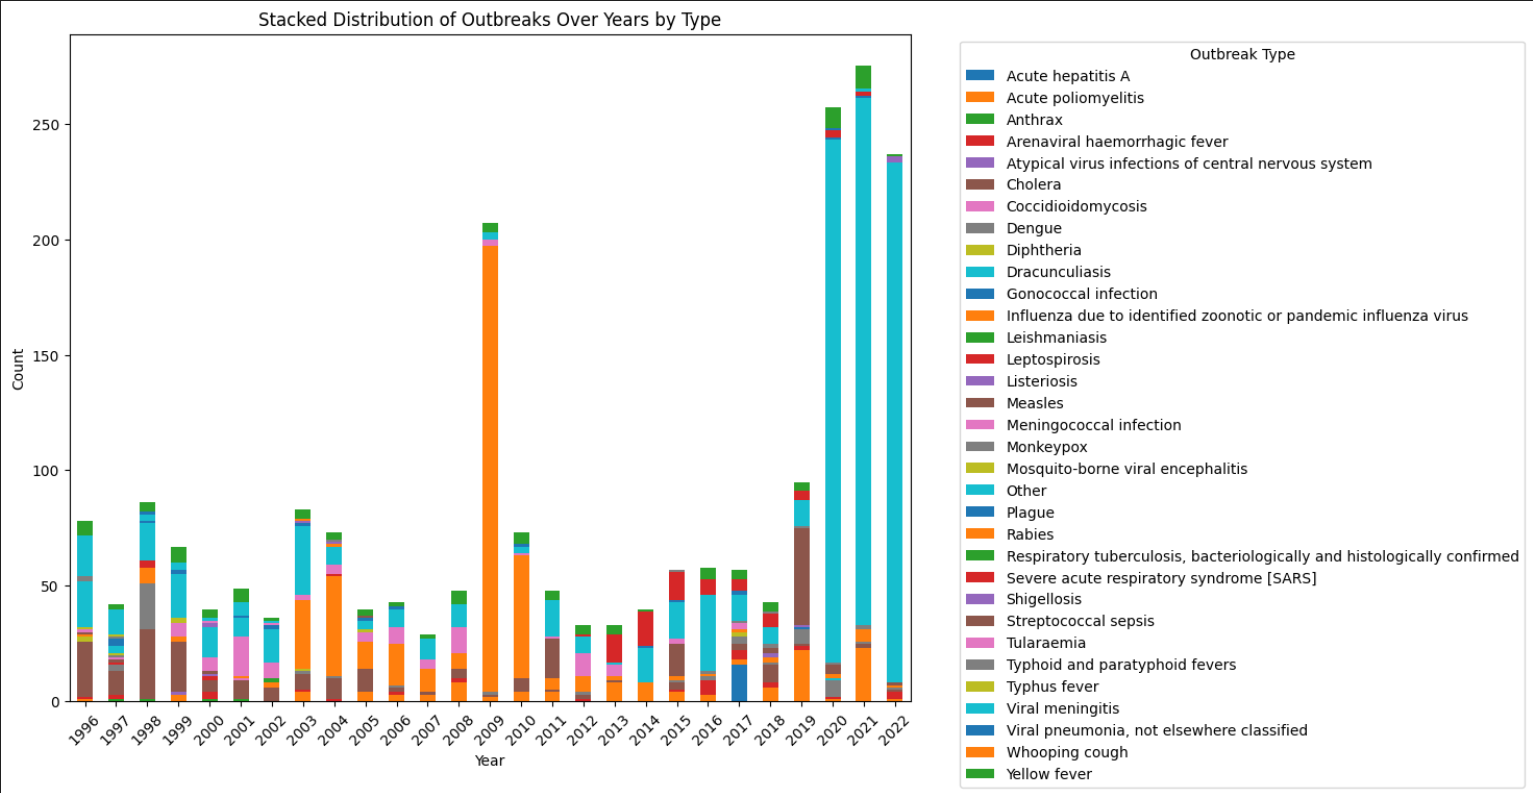 Stacked Distribution of Outbreaks Over Years by Type
250
200
150
100
50
0
Count
1996
1997
1998
1999
2000
2001
2002
2003
2004
2005
2006
2007
2008
2009
2010
2011
2012
2013
2014
2015
2016
2017
2018
2019
2020
2021
2022
Year
Outbreak Type
Acute hepatitis A
Acute poliomyelitis
Anthrax
Arenaviral haemorrhagic fever
Atypical virus infections of central nervous system
Cholera
Coccidioidomycosis
Dengue
Diphtheria
Dracunculiasis
Gonococcal infection
Influenza due to identified zoonotic or pandemic influenza virus
Leishmaniasis
Leptospirosis
Listeriosis
Measles
Meningococcal infection
Monkeypox
Mosquito-borne viral encephalitis
Other
Plague
Rabies
Respiratory tuberculosis, bacteriologically and histologically confirmed
Severe acute respiratory syndrome [SARS]
Shigellosis
Streptococcal sepsis
Tularaemia
Typhoid and paratyphoid fevers
Typhus fever
Viral meningitis
Viral pneumonia, not elsewhere classified
Whooping cough
Yellow fever